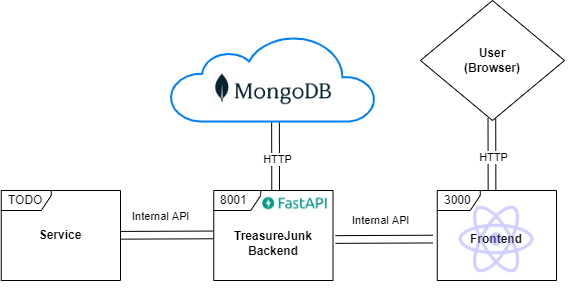 User
(Browser)
MongoDB
HTTP
HTTP
TODO
Service
Internal API
8001
FastAPI
TreasureJunk
Backend
Internal API
3000
Frontend